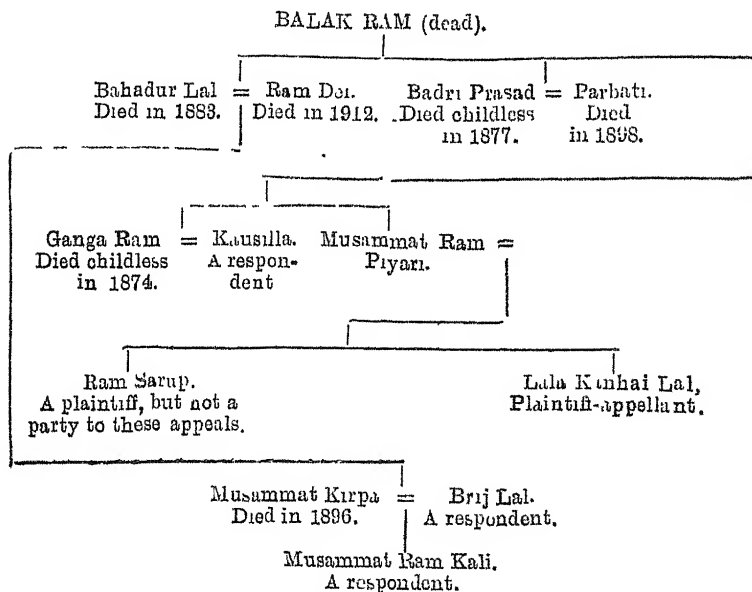 BALAK RAM (dead).
Bahadur Lal = Ram Dei. Badri Prasad = Parbati.
Died in 1883. Died in 1912. Died childless Died
in 1877. in 1898.
Ganga Ram = Kausilla. Musammat Ram =
Died childless A respon- Piyari.
in 1874. dent
Ram Sarup. Lala Kanhai Lal,
A plaintiff, but not a Plaintiff-appellant.
party to these appeals.
Musammat Kirpa = Brij Lal.
Died in 1896. A respondent.
Musammat Ram Kali.
A respondent.